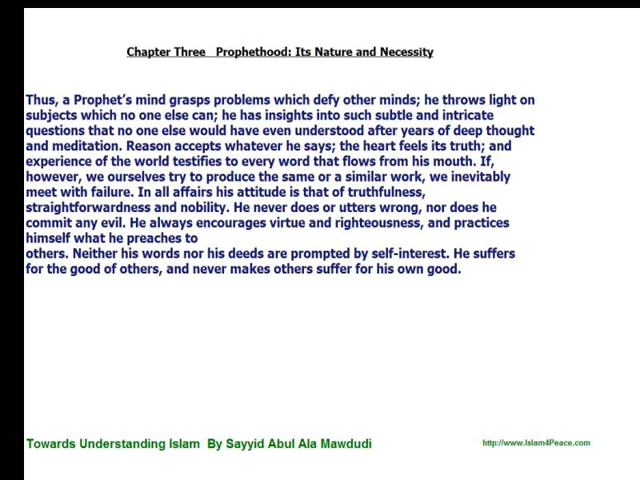 Chapter Three   Prophethood: Its Nature and Necessity
Thus, a Prophet's mind grasps problems which defy other minds; he throws light on
subjects which no one else can; he has insights into such subtle and intricate
questions that no one else would have even understood after years of deep thought
and meditation. Reason accepts whatever he says; the heart feels its truth; and
experience of the world testifies to every word that flows from his mouth. If,
however, we ourselves try to produce the same or a similar work, we inevitably
meet with failure. In all affairs his attitude is that of truthfulness,
straightforwardness and nobility. He never does or utters wrong, nor does he
commit any evil. He always encourages virtue and righteousness, and practices
himself what he preaches to
others. Neither his words nor his deeds are prompted by self-interest. He suffers
for the good of others, and never makes others suffer for his own good.
Towards Understanding Islam  By Sayyid Abul Ala Mawdudi
http://www.Islam4Peace.com